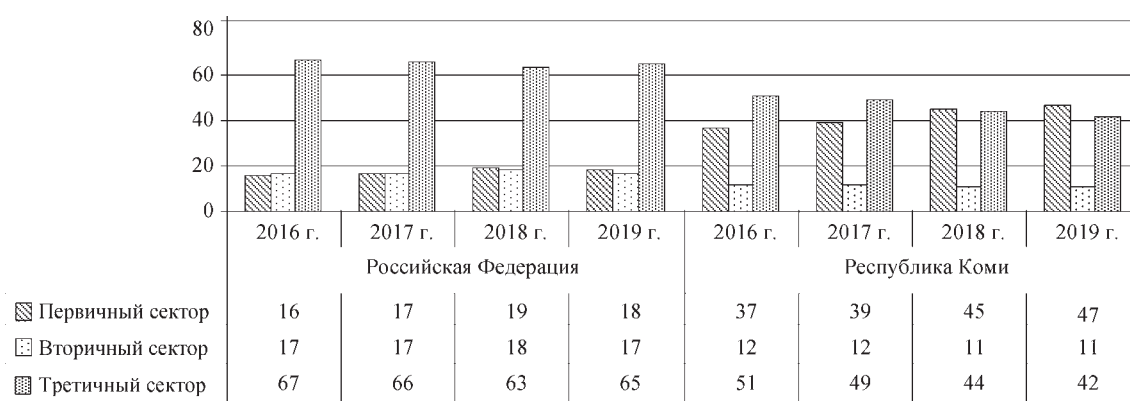 80
60
40
20
0
2016 г. 2017 г. 2018 г. 2019 г. 2016 г. 2017 г. 2018 г. 2019 г.
Российская Федерация Республика Коми
Первичный сектор 16 17 19 18 37 39 45 47
Вторичный сектор 17 17 18 17 12 12 11 11
Третичный сектор 67 66 63 65 51 49 44 42